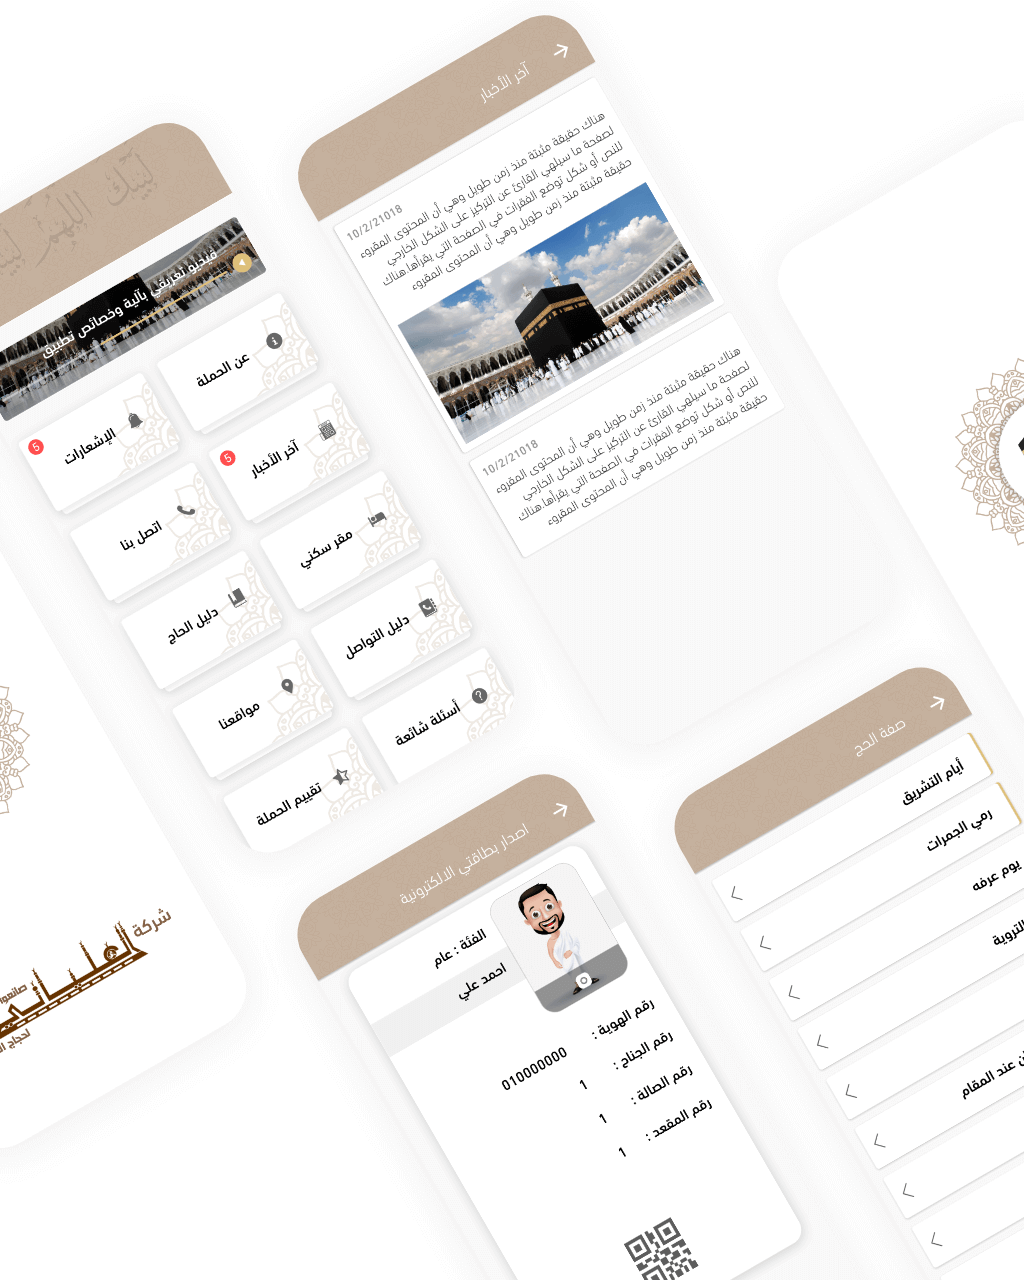 آخر الأخبار
هناك حقيقة مثبتة منذ زمن طويل وهي أن المحتوى المقروء
لصفحة ما سيلهي القارئ عن التركيز على الشكل الخارجي
للنص أو شكل توضع الفقرات في الصفحة التي يقرأها.هناك
حقيقة مثبتة منذ زمن طويل وهي أن المحتوى المقروء
10/2/21018
هناك حقيقة مثبتة منذ زمن طويل وهي أن المحتوى المقروء
لصفحة ما سيلهي القارئ عن التركيز على الشكل الخارجي
للنص أو شكل توضع الفقرات في الصفحة التي يقرأها.هناك
حقيقة مثبتة منذ زمن طويل وهي أن المحتوى المقروء
10/2/21018
لبيك اللهم لبيك
فيديو تعريفي بآلية وخصائص تطبيق
عن الحملة
الإشعارات
5
آخر الأخبار
5
اتصل بنا
مقر سكني
دليل الحاج
دليل التواصل
مواقعنا
أسئلة شائعة
تقييم الحملة
صفة الحج
أيام التشريق
رمي الجمرات
يوم عرفه
التروية
عند المقام
اصدار بطاقتي الالكترونية
الفئة : عام
احمد علي
رقم الهوية :
010000000
رقم الجناح :
1
رقم الصالة :
1
رقم المقعد :
1
شركة
لحجاج